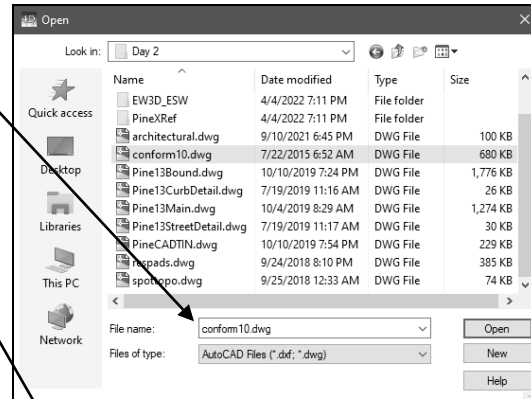 Open
Look in: Day 2
Name Date modified Type Size
EW3D_ESW 4/4/2022 7:11 PM File folder
PineXRef 4/4/2022 7:11 PM File folder
architectural.dwg 9/10/2021 6:45 PM DWG File 100 KB
conform10.dwg 7/22/2015 6:52 AM DWG File 680 KB
Pine13Bound.dwg 10/10/2019 7:24 PM DWG File 1,776 KB
Pine13CurbDetail.dwg 7/19/2019 11:16 AM DWG File 26 KB
Pine13Main.dwg 10/4/2019 8:29 AM DWG File 1,274 KB
Pine13StreetDetail.dwg 7/19/2019 11:17 AM DWG File 30 KB
PineCADTIN.dwg 10/10/2019 7:54 PM DWG File 229 KB
respads.dwg 9/24/2018 8:10 PM DWG File 385 KB
spottopo.dwg 9/25/2018 12:33 AM DWG File 74 KB
Quick access
Desktop
Libraries
This PC
Network
File name: conform10.dwg Open
Files of type: AutoCAD Files (*.dxf; *.dwg) New
Help